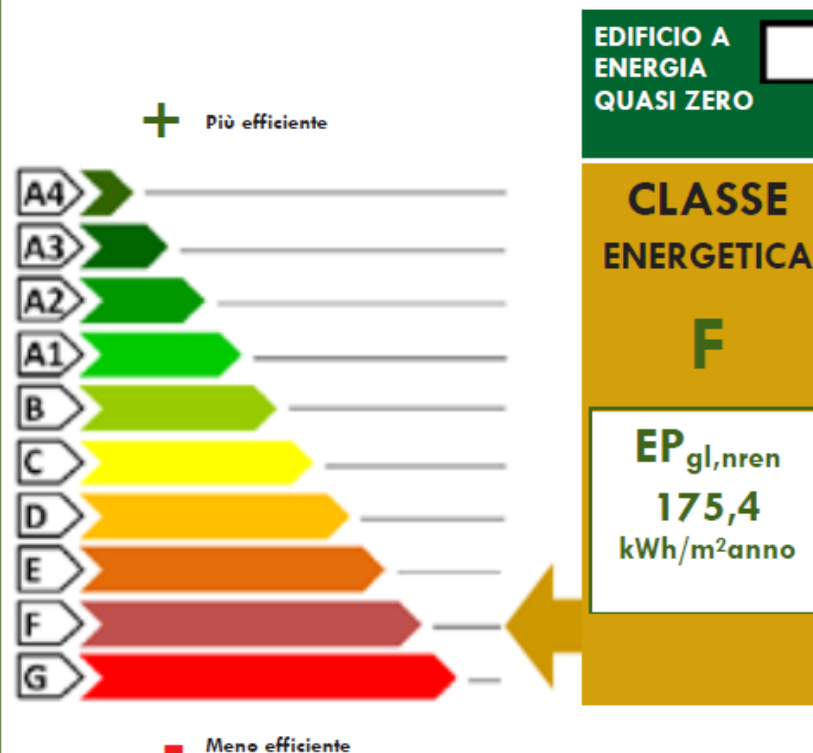 EDIFICIO A
ENERGIA
QUASI ZERO
+ Più efficiente
A4
A3
A2
A1
B
C
D
E
F
G
- Meno efficiente
CLASSE
ENERGETICA
F
EPgl,nren
175,4
kWh/m²anno